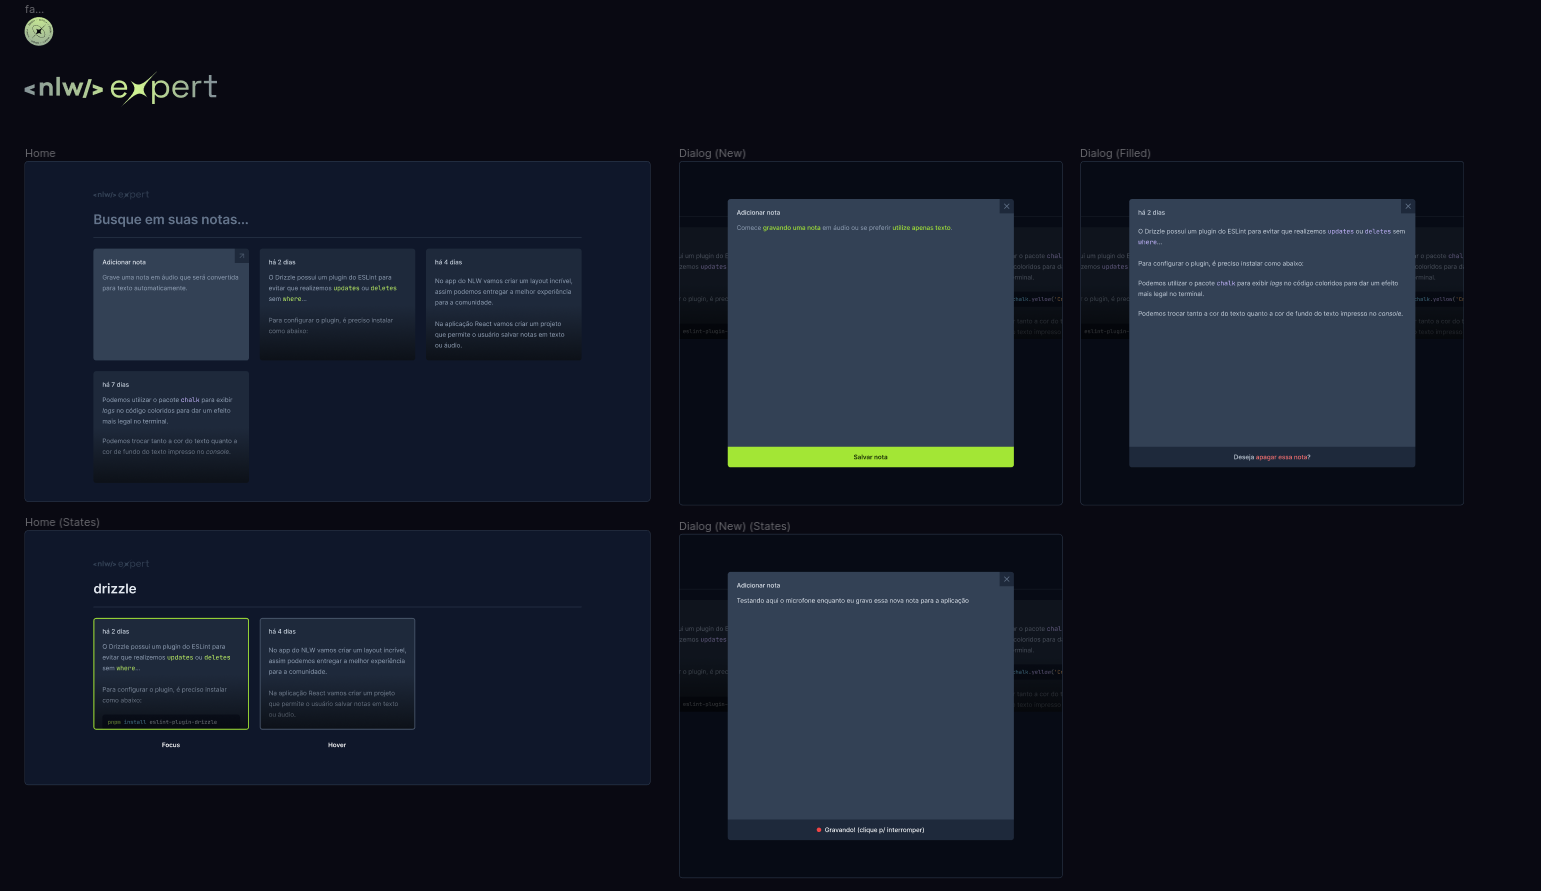 fa...
<nlw/> expert
Home
<nlw/> expert
Busque em suas notas...
Adicionar nota
Grave uma nota em áudio que será convertida
para texto automaticamente.
há 2 dias
O Drizzle possui um plugin do ESLint para
evitar que realizemos updates ou deletes
sem where...
Para configurar o plugin, é preciso instalar
como abaixo:
há 4 dias
No app do NLW vamos criar um layout incrível,
assim podemos entregar a melhor experiência
para a comunidade.
Na aplicação React vamos criar um projeto
que permite o usuário salvar notas em texto
ou áudio.
há 7 dias
Podemos utilizar o pacote chalk para exibir
logs no código coloridos para dar um efeito
mais legal no terminal.
Podemos trocar tanto a cor do texto quanto a
cor de fundo do texto impresso no console.
Dialog (New)
Adicionar nota
Comece gravando uma nota em áudio ou se preferir utilize apenas texto.
Salvar nota
Dialog (Filled)
há 2 dias
O Drizzle possui um plugin do ESLint para evitar que realizemos updates ou deletes sem
where...
Para configurar o plugin, é preciso instalar como abaixo:
Podemos utilizar o pacote chalk para exibir logs no código coloridos para dar um efeito
mais legal no terminal.
Podemos trocar tanto a cor do texto quanto a cor de fundo do texto impresso no console.
Deseja apagar essa nota?
Home (States)
<nlw/> expert
drizzle
há 2 dias
O Drizzle possui um plugin do ESLint para
evitar que realizemos updates ou deletes
sem where...
Para configurar o plugin, é preciso instalar
como abaixo:
pnpm install eslint-plugin-drizzle
Focus
há 4 dias
No app do NLW vamos criar um layout incrível,
assim podemos entregar a melhor experiência
para a comunidade.
Na aplicação React vamos criar um projeto
que permite o usuário salvar notas em texto
ou áudio.
Hover
Dialog (New) (States)
Adicionar nota
Testando aqui o microfone enquanto eu gravo essa nova nota para a aplicação
Gravando! (clique p/ interromper)